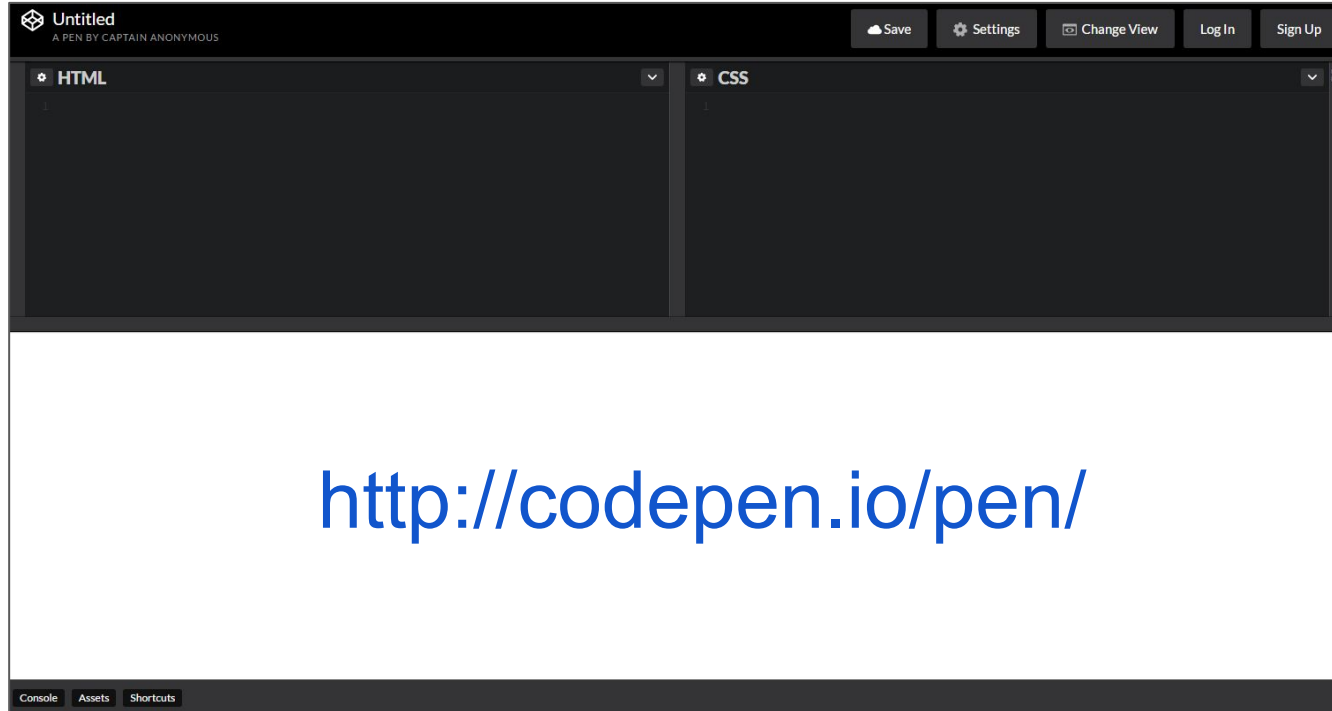 Untitled
A PEN BY CAPTAIN ANONYMOUS
Save
Settings
Change View
Log In
Sign Up
HTML
CSS
1
1
http://codepen.io/pen/
Console
Assets
Shortcuts